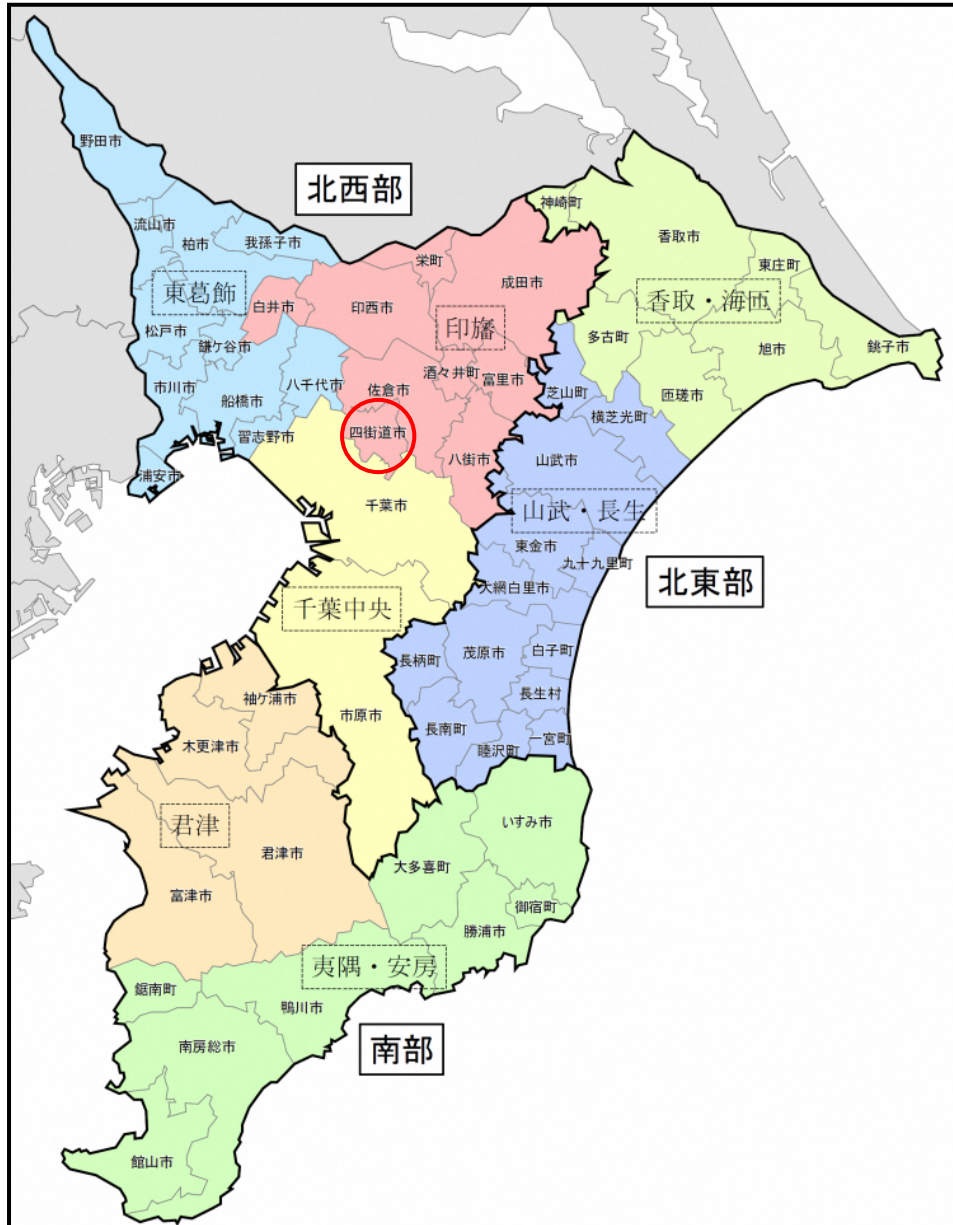 野田市
北西部
流山市
柏市
我孫子市
東葛飾
松戸市
鎌ケ谷市
市川市
船橋市
八千代市
習志野市
浦安市
白井市
印西市
栄町
成田市
印旛
酒々井町
富里市
佐倉市
四街道市
八街市
神崎町
香取市
東庄町
香取・海匝
多古町
旭市
銚子市
匝瑳市
芝山町
横芝光町
山武市
山武・長生
東金市
九十九里町
大網白里市
北東部
長柄町
茂原市
白子町
長生村
長南町
睦沢町
一宮町
千葉市
千葉中央
市原市
袖ケ浦市
木更津市
君津
君津市
富津市
いすみ市
大多喜町
御宿町
勝浦市
夷隅・安房
鋸南町
鴨川市
南房総市
南部
館山市